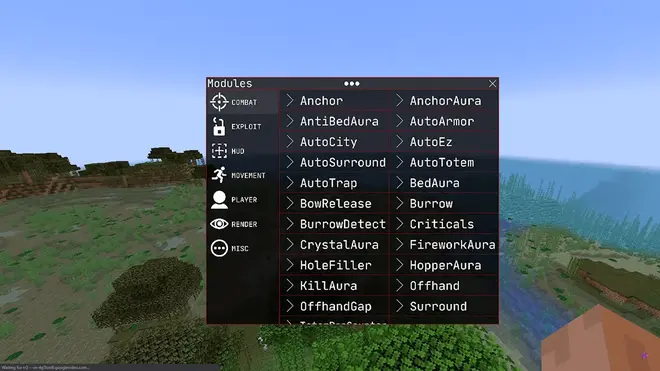 Modules
COMBAT
EXPLOIT
HUD
MOVEMENT
PLAYER
RENDER
MISC
Anchor AnchorAura
AntiBedAura AutoArmor
AutoCity AutoEz
AutoSurround AutoTotem
AutoTrap BedAura
BowRelease Burrow
BurrowDetect Criticals
CrystalAura FireworkAura
HoleFiller HopperAura
KillAura Offhand
OffhandGap Surround